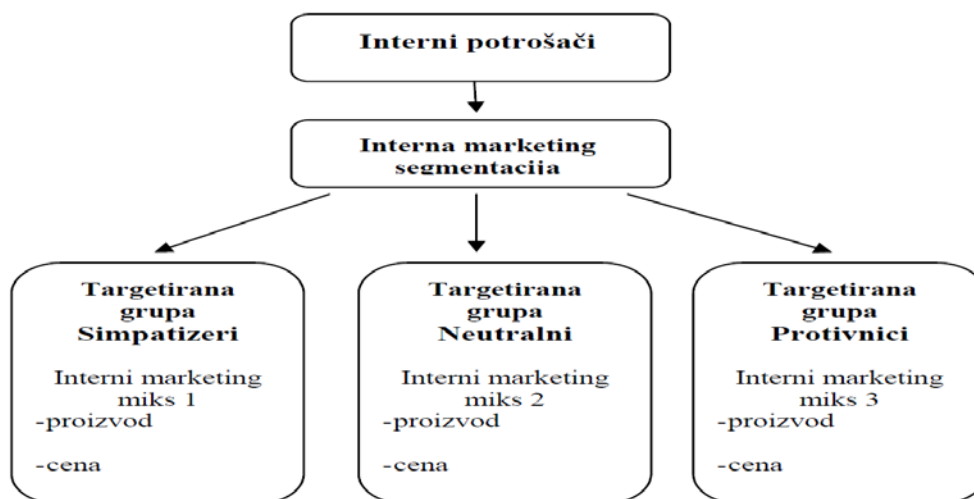 Interni potrošači
Interna marketing
segmentacija
Targetirana
grupa
Simpatizeri
Interni marketing
miks 1
-proizvod
-cena
Targetirana
grupa
Neutralni
Interni marketing
miks 2
-proizvod
-cena
Targetirana
grupa
Protivnici
Interni marketing
miks 3
-proizvod
-cena